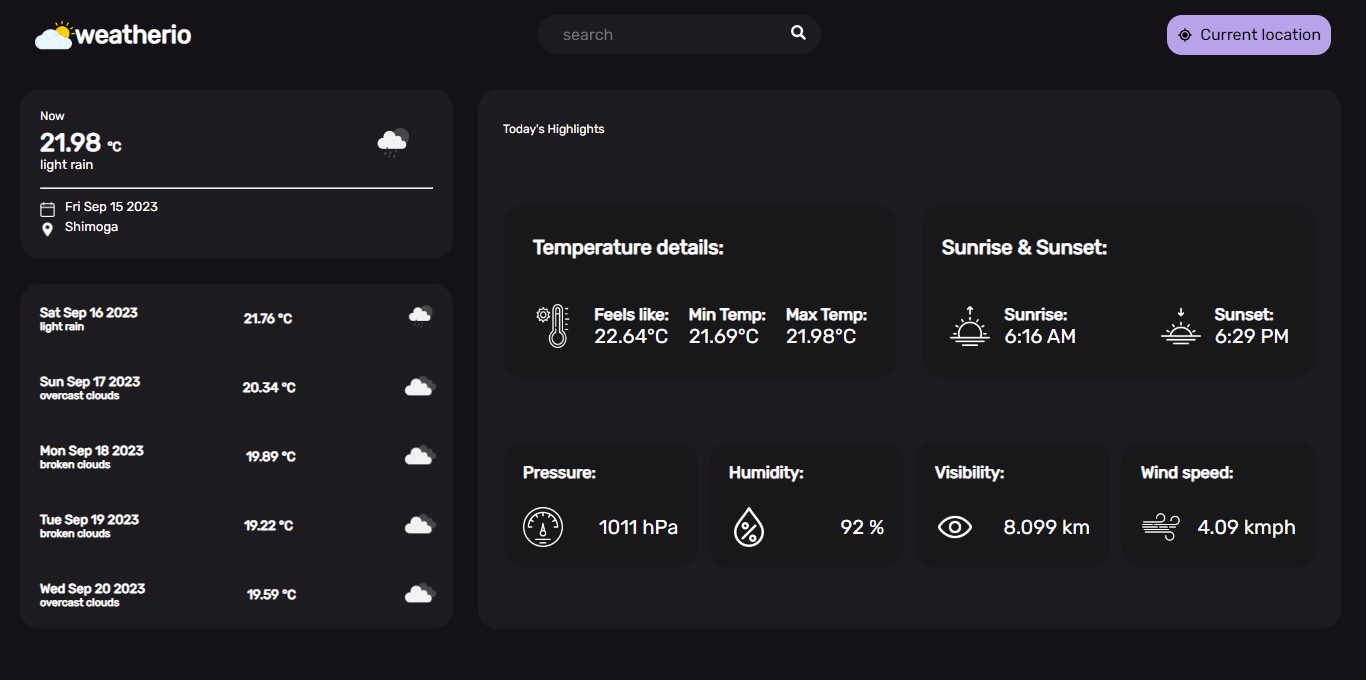 weatherio
search
Current location
Now
21.98 °C
light rain
Fri Sep 15 2023
Shimoga
Sat Sep 16 2023
light rain
21.76 °C
Sun Sep 17 2023
overcast clouds
20.34 °C
Mon Sep 18 2023
broken clouds
19.89 °C
Tue Sep 19 2023
broken clouds
19.22 °C
Wed Sep 20 2023
overcast clouds
19.59 °C
Today's Highlights
Temperature details:
Feels like: Min Temp: Max Temp:
22.64°C 21.69°C 21.98°C
Sunrise & Sunset:
Sunrise: Sunset:
6:16 AM 6:29 PM
Pressure:
1011 hPa
Humidity:
92 %
Visibility:
8.099 km
Wind speed:
4.09 kmph